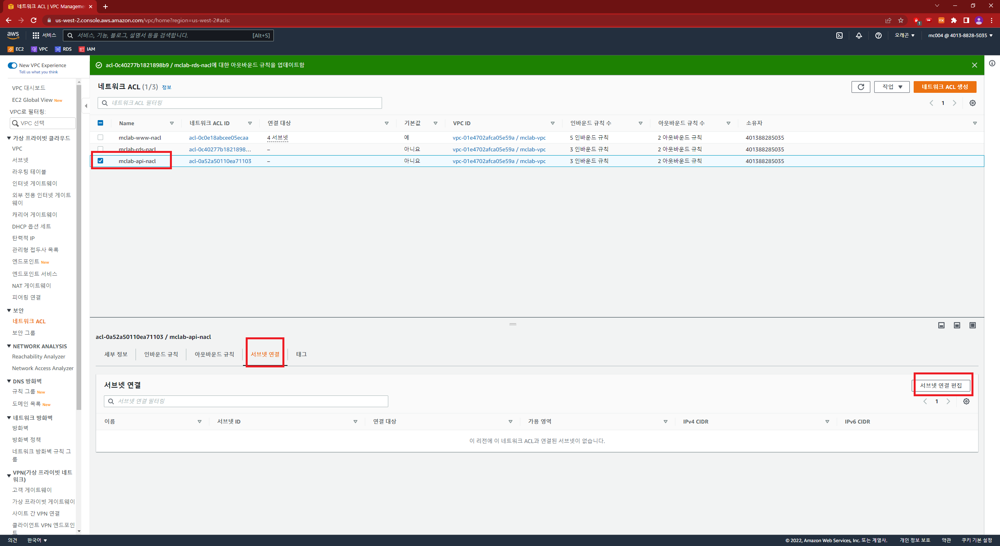 네트워크 ACL | VPC Manageme
us-west-2.console.aws.amazon.com/vpc/home?region=us-west-2#acls:
1
aws 서비스 서비스, 기능, 블로그, 설명서 등을 검색합니다. [Alt+S] 오레곤 mc004 @ 4013-8828-5035
EC2 VPC RDS IAM
New VPC Experience
Tell us what you think
VPC 대시보드
EC2 Global View New
VPC로 필터링:
VPC 선택
가상 프라이빗 클라우드
VPC
서브넷
라우팅 테이블
인터넷 게이트웨이
외부 전용 인터넷 게이트
웨이
캐리어 게이트웨이
DHCP 옵션 세트
탄력적 IP
관리형 접두사 목록
엔드포인트 New
엔드포인트 서비스
NAT 게이트웨이
피어링 연결
보안
네트워크 ACL
보안 그룹
NETWORK ANALYSIS
Reachability Analyzer
Network Access Analyzer
DNS 방화벽
규칙 그룹 New
도메인 목록 New
네트워크 방화벽
방화벽
방화벽 정책
네트워크 방화벽 규칙 그
룹
VPN(가상 프라이빗 네트
워크)
고객 게이트웨이
가상 프라이빗 게이트웨이
사이트 간 VPN 연결
클라이언트 VPN 엔드포인
트
acl-0c40277b1821898b9 / mclab-rds-nacl에 대한 아웃바운드 규칙을 업데이트함
네트워크 ACL (1/3) 정보
작업
네트워크 ACL 생성
네트워크 ACL 필터링
1
Name 네트워크 ACL ID 연결 대상 기본값 VPC ID 인바운드 규칙 수 아웃바운드 규칙 수 소유자
mclab-www-nacl acl-0c0e18abcee05ecaa 4 서브넷 예 vpc-01e4702afca05e59a / mclab-vpc 5 인바운드 규칙 2 아웃바운드 규칙 401388285035
mclab-rds-nacl acl-0c40277b1821898... – 아니요 vpc-01e4702afca05e59a / mclab-vpc 3 인바운드 규칙 2 아웃바운드 규칙 401388285035
mclab-api-nacl acl-0a52a50110ea71103 – 아니요 vpc-01e4702afca05e59a / mclab-vpc 3 인바운드 규칙 2 아웃바운드 규칙 401388285035
acl-0a52a50110ea71103 / mclab-api-nacl
세부 정보 인바운드 규칙 아웃바운드 규칙 서브넷 연결 태그
서브넷 연결
서브넷 연결 편집
서브넷 연결 필터링
1
이름 서브넷 ID 연결 대상 가용 영역 IPv4 CIDR IPv6 CIDR
이 리전에 이 네트워크 ACL과 연결된 서브넷이 없습니다.
의견 한국어 © 2022, Amazon Web Services, Inc. 또는 계열사. 개인 정보 보호 약관 쿠키 기본 설정